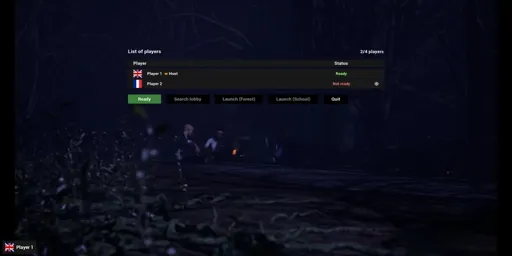 List of players
2/4 players
Player
Status
Player 1 Host
Ready
Player 2
Not ready
Ready
Search lobby
Launch (Forest)
Launch (School)
Quit
Player 1